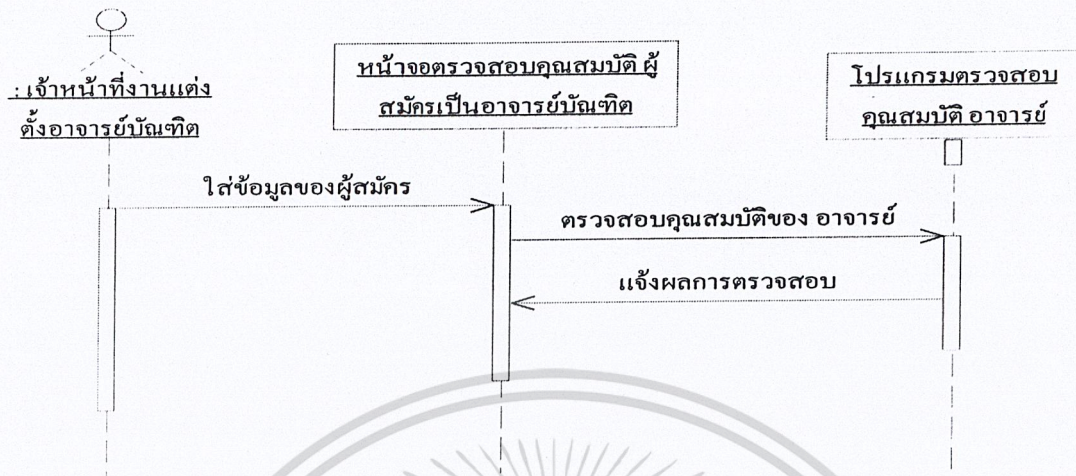 หน้าจอตรวจสอบคุณสมบัติ ผู้
สมัครเป็นอาจารย์บัณฑิต
โปรแกรมตรวจสอบ
คุณสมบัติ อาจารย์
: เจ้าหน้าที่งานแต่ง
ตั้งอาจารย์บัณฑิต
ใส่ข้อมูลของผู้สมัคร
ตรวจสอบคุณสมบัติของ อาจารย์
แจ้งผลการตรวจสอบ